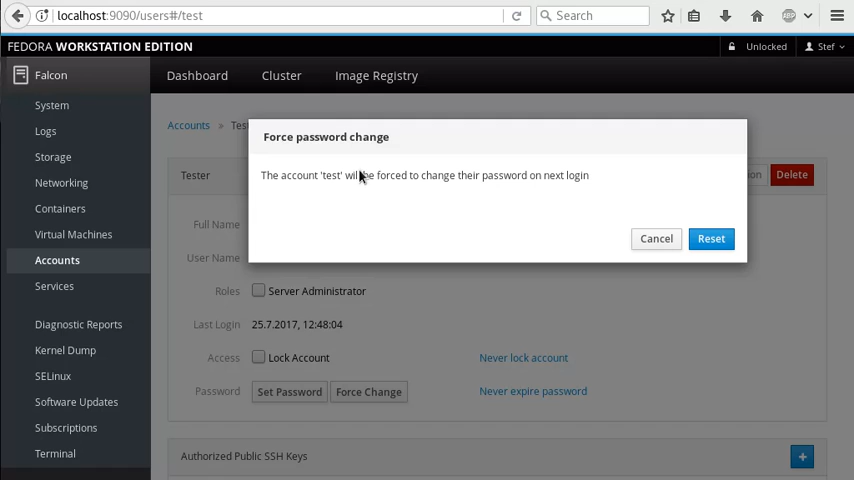 localhost:9090/users#/test
Search
ABP
FEDORA WORKSTATION EDITION
Unlocked
Stef
Falcon
Dashboard
Cluster
Image Registry
System
Logs
Storage
Networking
Containers
Virtual Machines
Accounts
Services
Diagnostic Reports
Kernel Dump
SELinux
Software Updates
Subscriptions
Terminal
Accounts
Force password change
The account 'test' will be forced to change their password on next login
Cancel
Reset
Tester
Delete
Full Name
User Name
Roles
Server Administrator
Last Login
25.7.2017, 12:48:04
Access
Lock Account
Never lock account
Password
Set Password
Force Change
Never expire password
Authorized Public SSH Keys
+